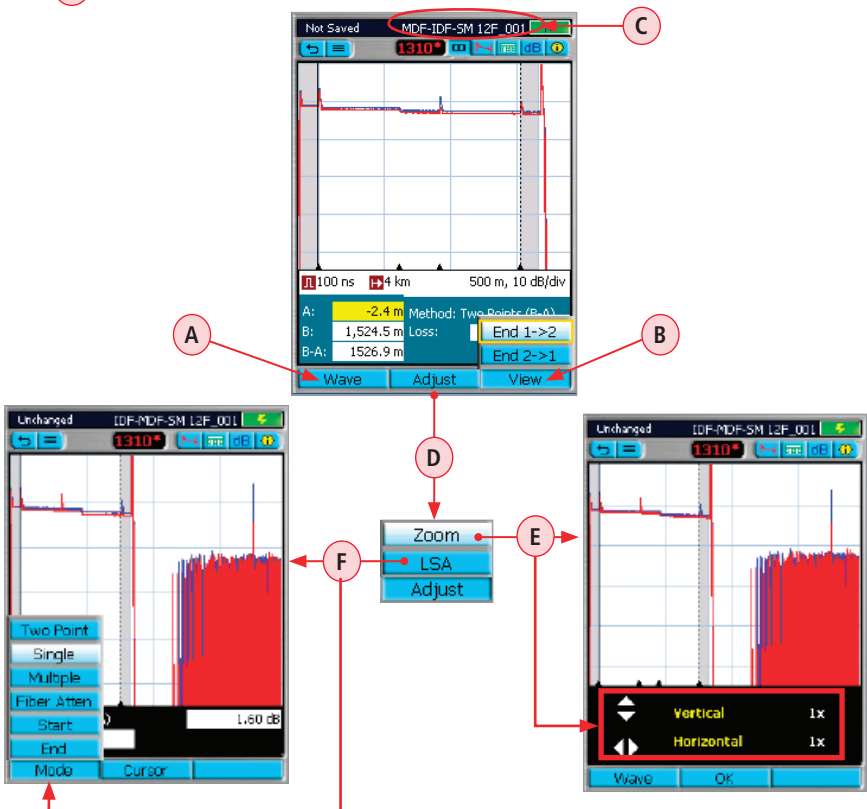 C
Not Saved MDF-IDF-SM 12F_001
1310* dB
100 ns 4 km 500 m, 10 dB/div
A: -2.4 m Method: Two Points (B-A)
B: 1,524.5 m Loss: End 1->2
B-A: 1526.9 m End 2->1
Wave Adjust View
A
B
D
Zoom
LSA
Adjust
E
F
Unchanged IDF-MDF-SM 12F_001
1310* dB
Two Point
Single
Multiple
Fiber Atten
Start
End
1.60 dB
Mode Cursor
Unchanged IDF-MDF-SM 12F_001
1310* dB
Vertical 1x
Horizontal 1x
Wave OK